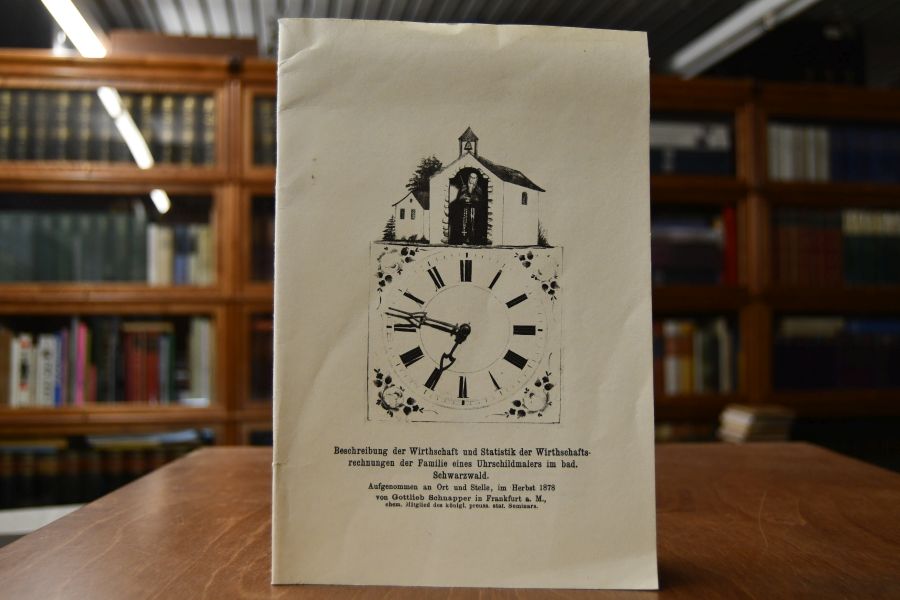 Beschreibung der Wirthschaft und Statistik der Wirthschafts-
rechnungen der Familie eines Uhrschildmalers im bad.
Schwarzwald.
Aufgenommen an Ort und Stelle, im Herbst 1878
von Gottlieb Schnapper in Frankfurt a. M.,
ehem. Mitglied des königl. preuss. stat. Seminars.